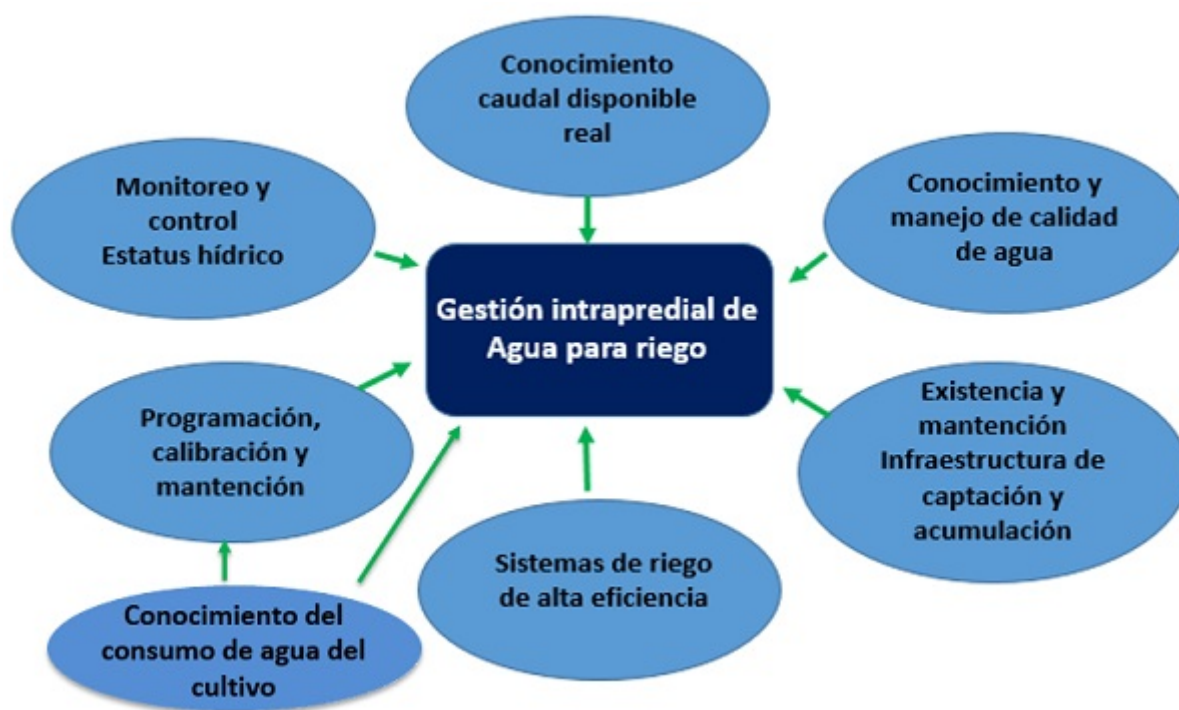 Conocimiento
caudal disponible
real
Monitoreo y
control
Estatus hídrico
Conocimiento y
manejo de calidad
de agua
Gestión intrapredial de
Agua para riego
Programación,
calibración y
mantención
Existencia y
mantención
Infraestructura de
captación y
acumulación
Sistemas de riego
de alta eficiencia
Conocimiento del
consumo de agua del
cultivo